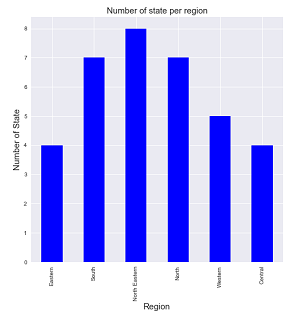 Number of state per region
Number of State
8
7
6
5
4
3
2
1
0
Eastern
South
North Eastern
North
Western
Central
Region